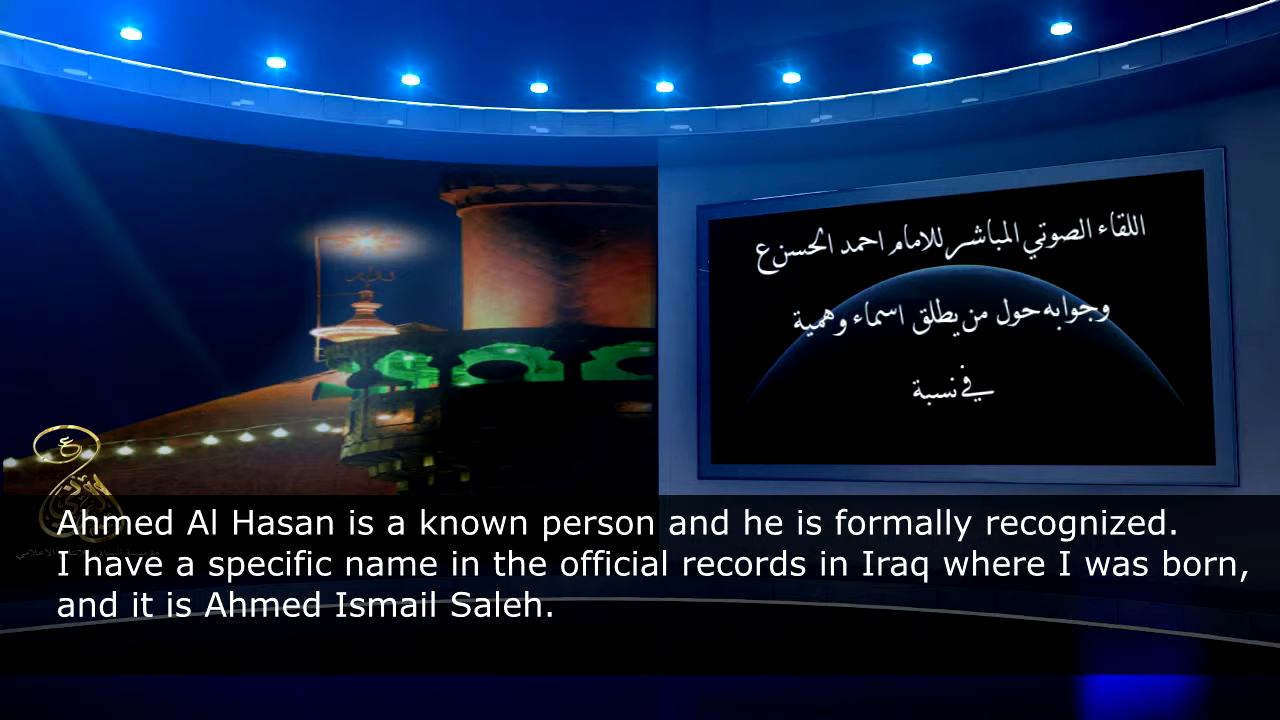 اللقاء الصوتي المباشر للامام احمد الحسن ع
وجوابه حول من يطلق اسماء وهمية
في نسبة
Ahmed Al Hasan is a known person and he is formally recognized.
I have a specific name in the official records in Iraq where I was born,
and it is Ahmed Ismail Saleh.